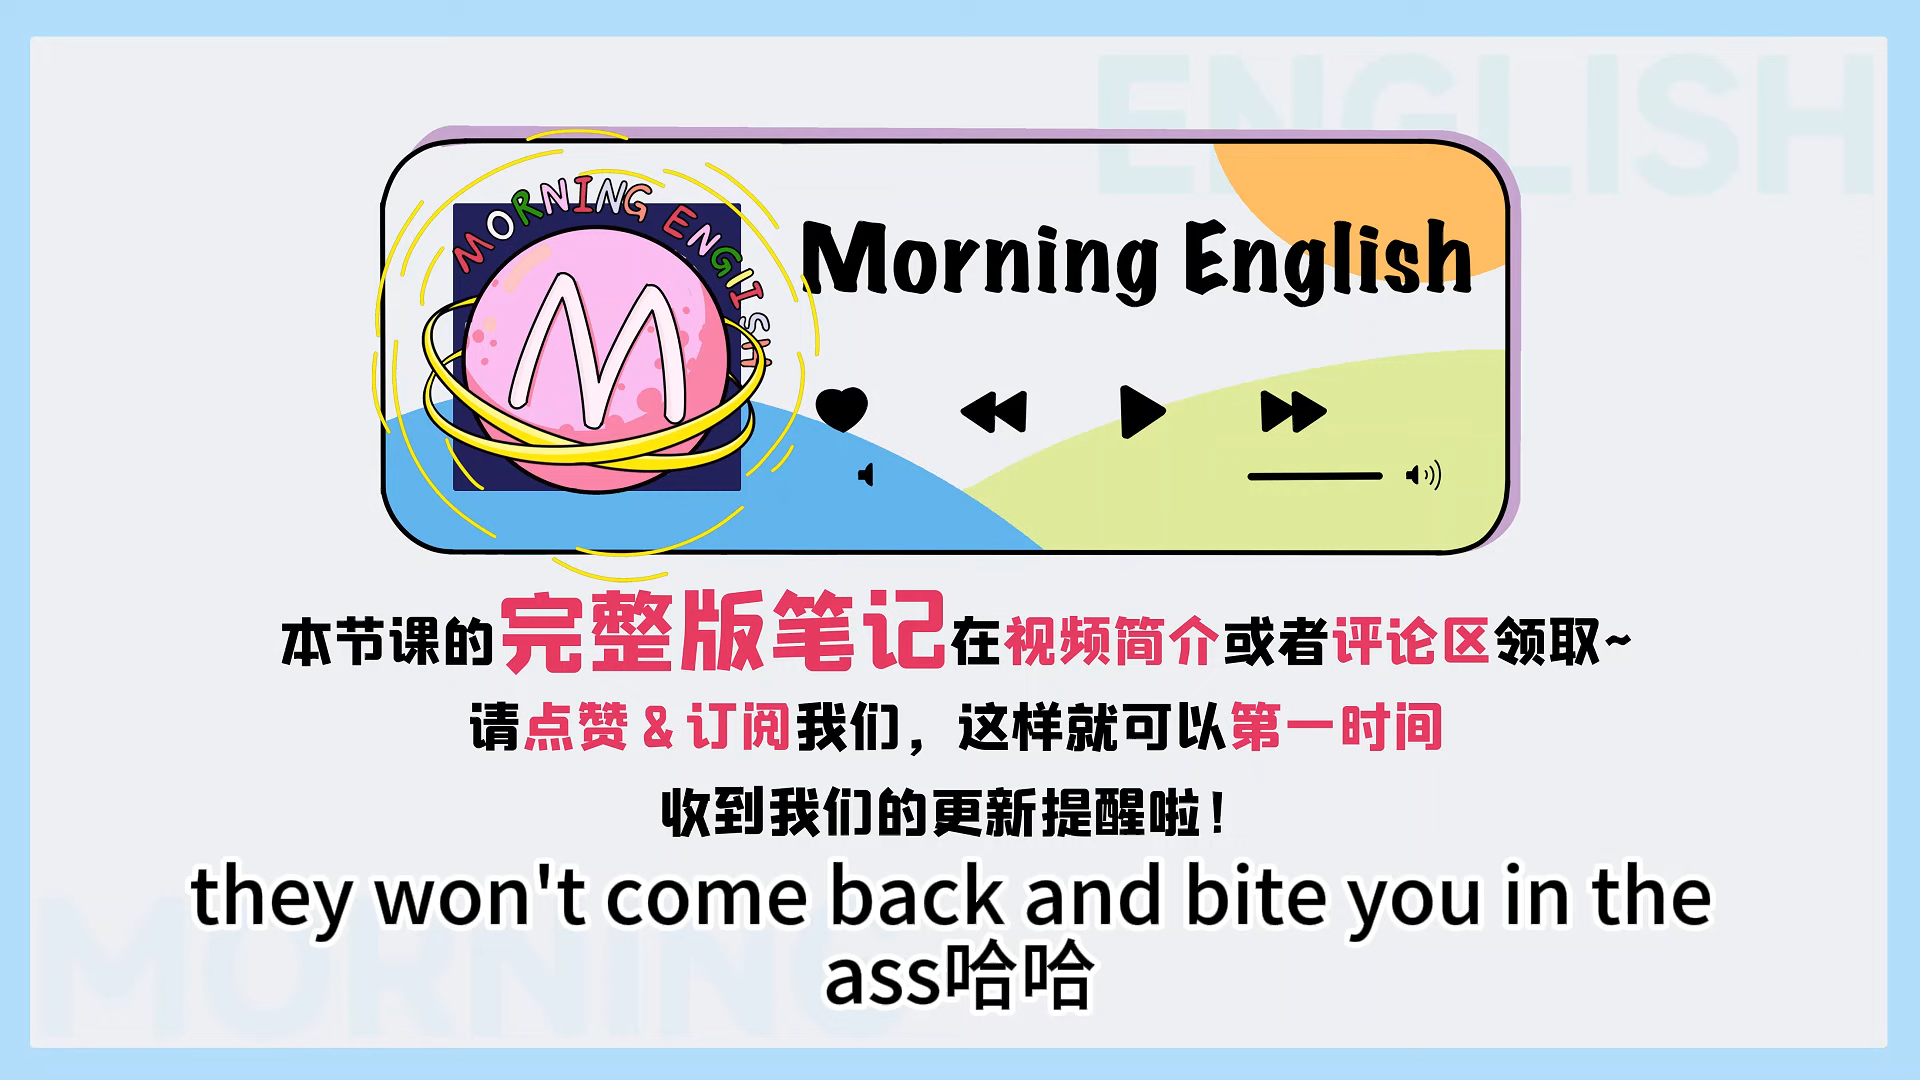 ENGLISH
MORNING ENGLISH
M
Morning English
本节课的完整版笔记在视频简介或者评论区领取~
请点赞&订阅我们，这样就可以第一时间
收到我们的更新提醒啦！
they won't come back and bite you in the
ass哈哈
MORNING